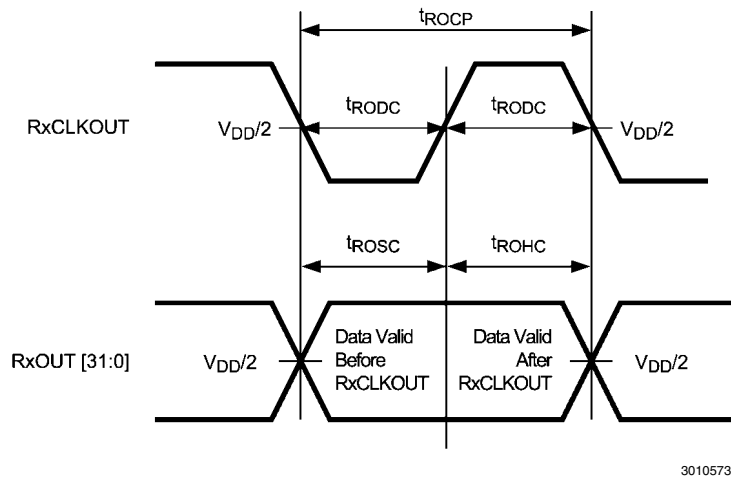 tROCP
RxCLKOUT
VDD/2
tRODC
tRODC
VDD/2
tROSC
tROHC
RxOUT [31:0]
VDD/2
Data Valid
Before
RxCLKOUT
Data Valid
After
RxCLKOUT
VDD/2
3010573